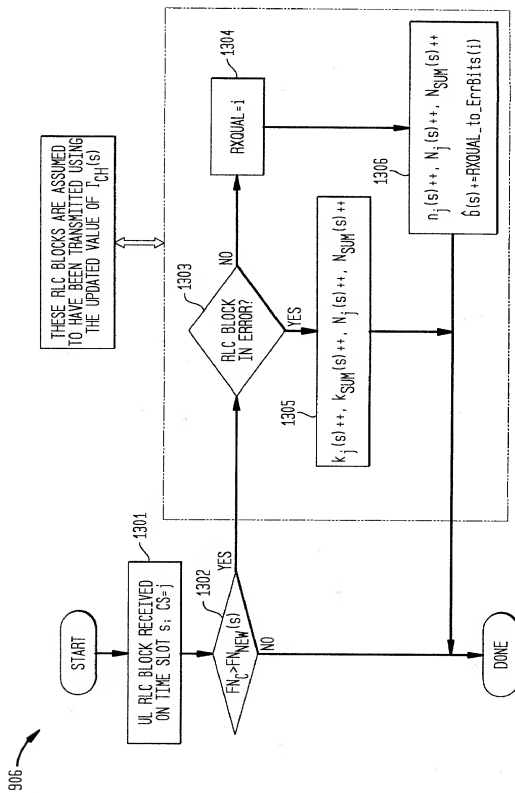 906
START
1301
UL RLC BLOCK RECEIVED
ON TIME SLOT s; CS=j
1302
FN_C>FN_NEW(s)
YES
NO
THESE RLC BLOCKS ARE ASSUMED
TO HAVE BEEN TRANSMITTED USING
THE UPDATED VALUE OF Γ_CH(s)
1303
RLC BLOCK
IN ERROR?
NO
YES
1304
RXQUAL=i
1305
k_j(s)++, k_SUM(s)++, N_j(s)++, N_SUM(s)++
1306
n_j(s)++, N_j(s)++, N_SUM(s)++
b̂(s)+=RXQUAL_to_ErrBits(i)
DONE